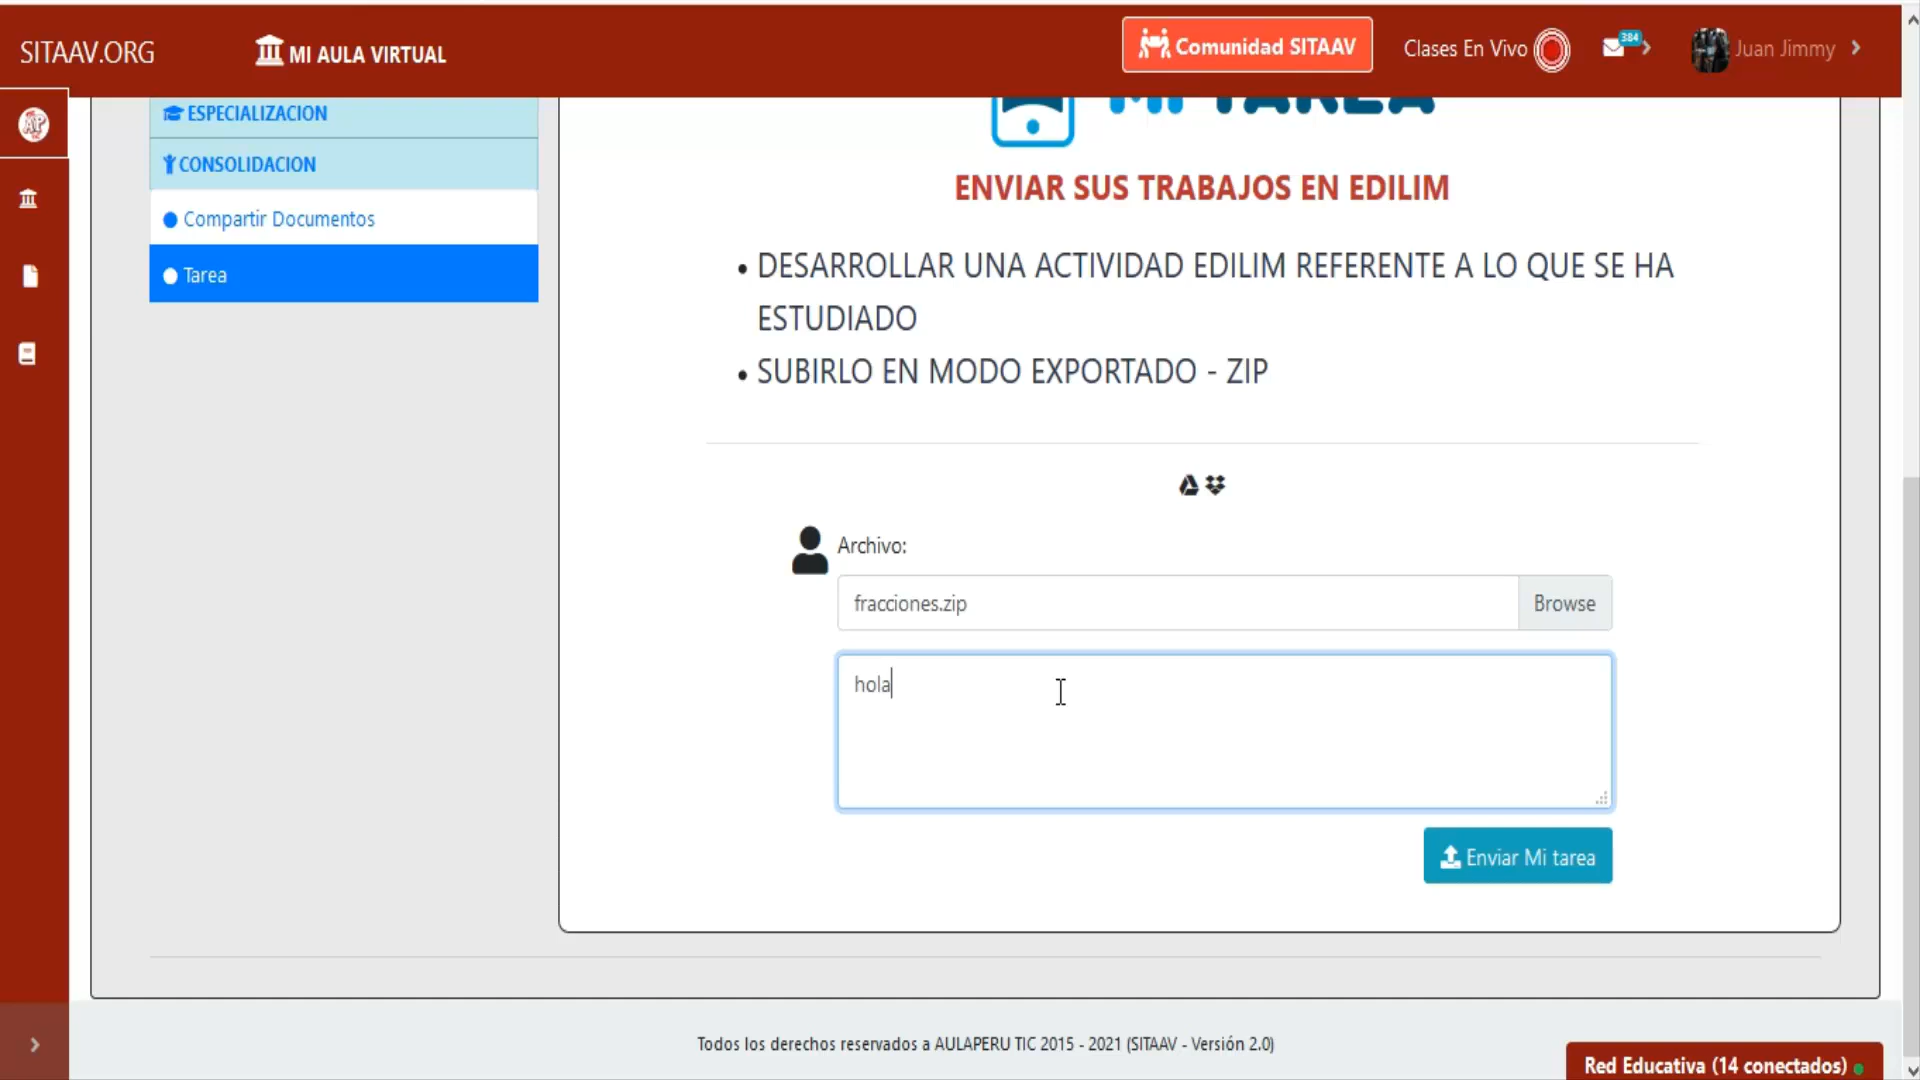 SITAAV.ORG
MI AULA VIRTUAL
Comunidad SITAAV
Clases En Vivo
384
Juan Jimmy
AP
ESPECIALIZACION
CONSOLIDACION
Compartir Documentos
Tarea
MI TAREA
ENVIAR SUS TRABAJOS EN EDILIM
• DESARROLLAR UNA ACTIVIDAD EDILIM REFERENTE A LO QUE SE HA
ESTUDIADO
• SUBIRLO EN MODO EXPORTADO - ZIP
Archivo:
fracciones.zip
Browse
hola
Enviar Mi tarea
Todos los derechos reservados a AULAPERU TIC 2015 - 2021 (SITAAV - Versión 2.0)
Red Educativa (14 conectados)